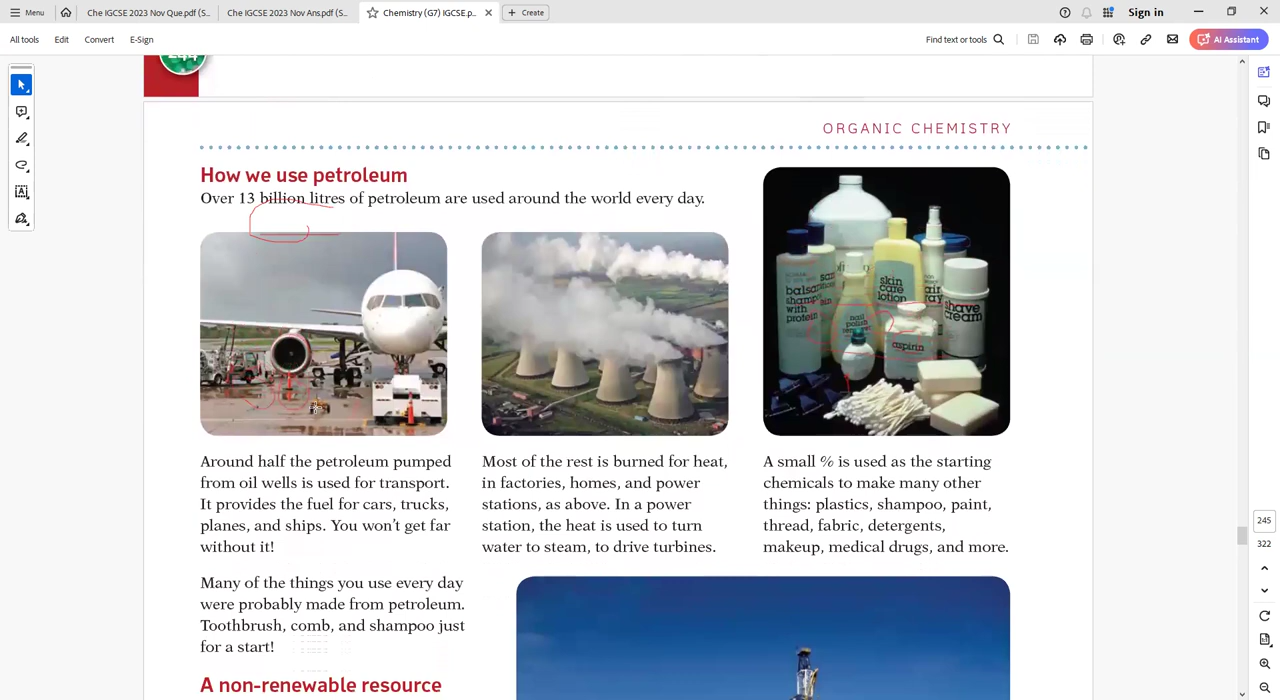 Menu
Che IGCSE 2023 Nov Que.pdf (S...
Che IGCSE 2023 Nov Ans.pdf (S...
Chemistry (G7) IGCSE.p...
Create
Sign in
All tools
Edit
Convert
E-Sign
Find text or tools
AI Assistant
ORGANIC CHEMISTRY
How we use petroleum
Over 13 billion litres of petroleum are used around the world every day.
balsam
shampoo
with
protein
skin
care
lotion
nail
polish
remover
aspirin
shave
cream
Around half the petroleum pumped
from oil wells is used for transport.
It provides the fuel for cars, trucks,
planes, and ships. You won't get far
without it!
Most of the rest is burned for heat,
in factories, homes, and power
stations, as above. In a power
station, the heat is used to turn
water to steam, to drive turbines.
A small % is used as the starting
chemicals to make many other
things: plastics, shampoo, paint,
thread, fabric, detergents,
makeup, medical drugs, and more.
Many of the things you use every day
were probably made from petroleum.
Toothbrush, comb, and shampoo just
for a start!
A non-renewable resource
245
322